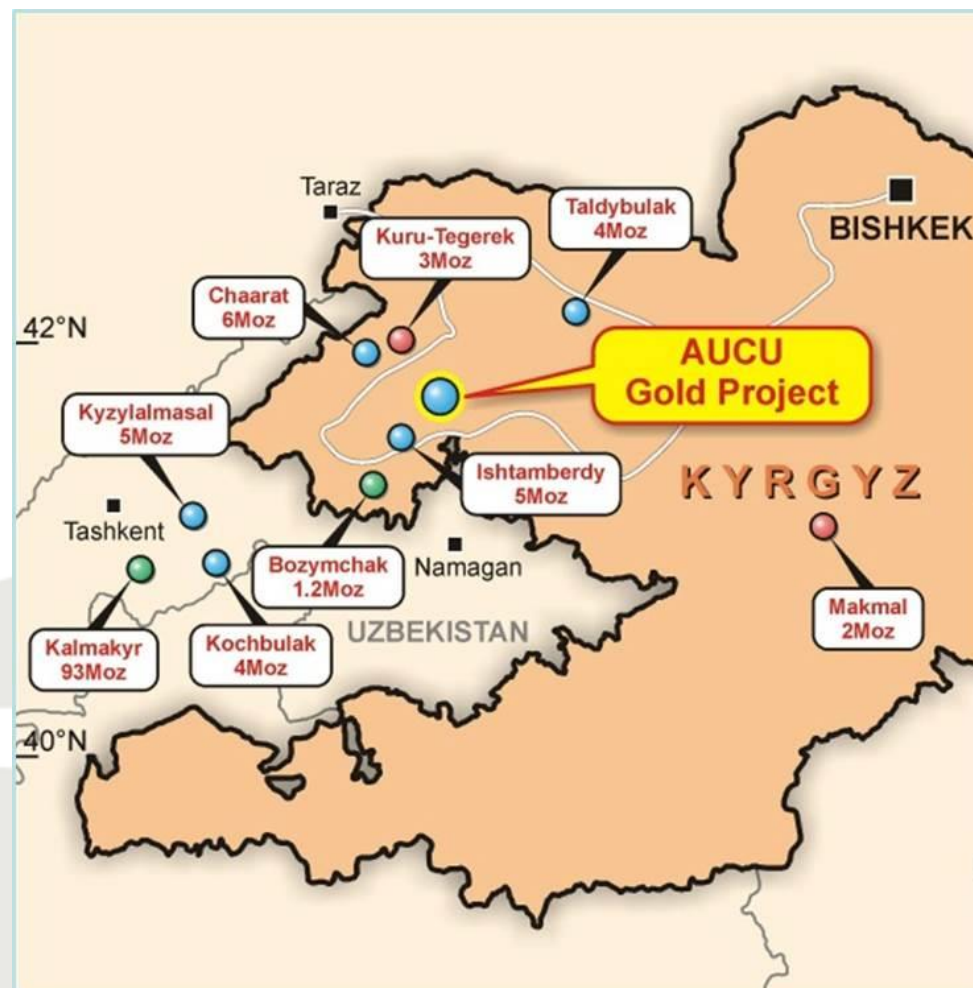 Taraz
Kuru-Tegerek
3Moz
Taldybulak
4Moz
BISHKEK
Chaarat
6Moz
42°N
AUCU
Gold Project
Kyzylalmasal
5Moz
Ishtamberdy
5Moz
KYRGYZ
Tashkent
Bozymchak
1.2Moz
Namagan
Makmal
2Moz
UZBEKISTAN
Kalmakyr
93Moz
Kochbulak
4Moz
40°N